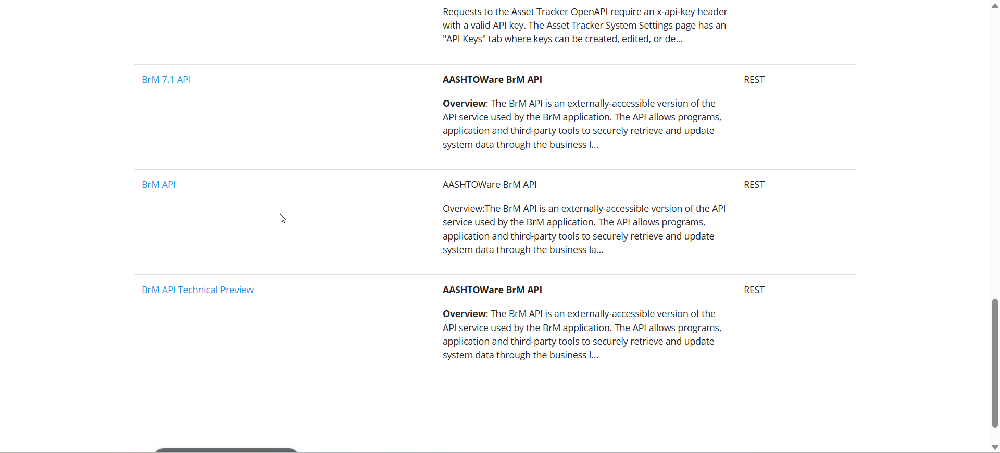 Requests to the Asset Tracker OpenAPI require an x-api-key header
with a valid API key. The Asset Tracker System Settings page has an
"API Keys" tab where keys can be created, edited, or de...
BrM 7.1 API
AASHTOWare BrM API
REST
Overview: The BrM API is an externally-accessible version of the
API service used by the BrM application. The API allows programs,
application and third-party tools to securely retrieve and update
system data through the business l...
BrM API
AASHTOWare BrM API
REST
Overview:The BrM API is an externally-accessible version of the API
service used by the BrM application. The API allows programs,
application and third-party tools to securely retrieve and update
system data through the business la...
BrM API Technical Preview
AASHTOWare BrM API
REST
Overview: The BrM API is an externally-accessible version of the
API service used by the BrM application. The API allows programs,
application and third-party tools to securely retrieve and update
system data through the business l...